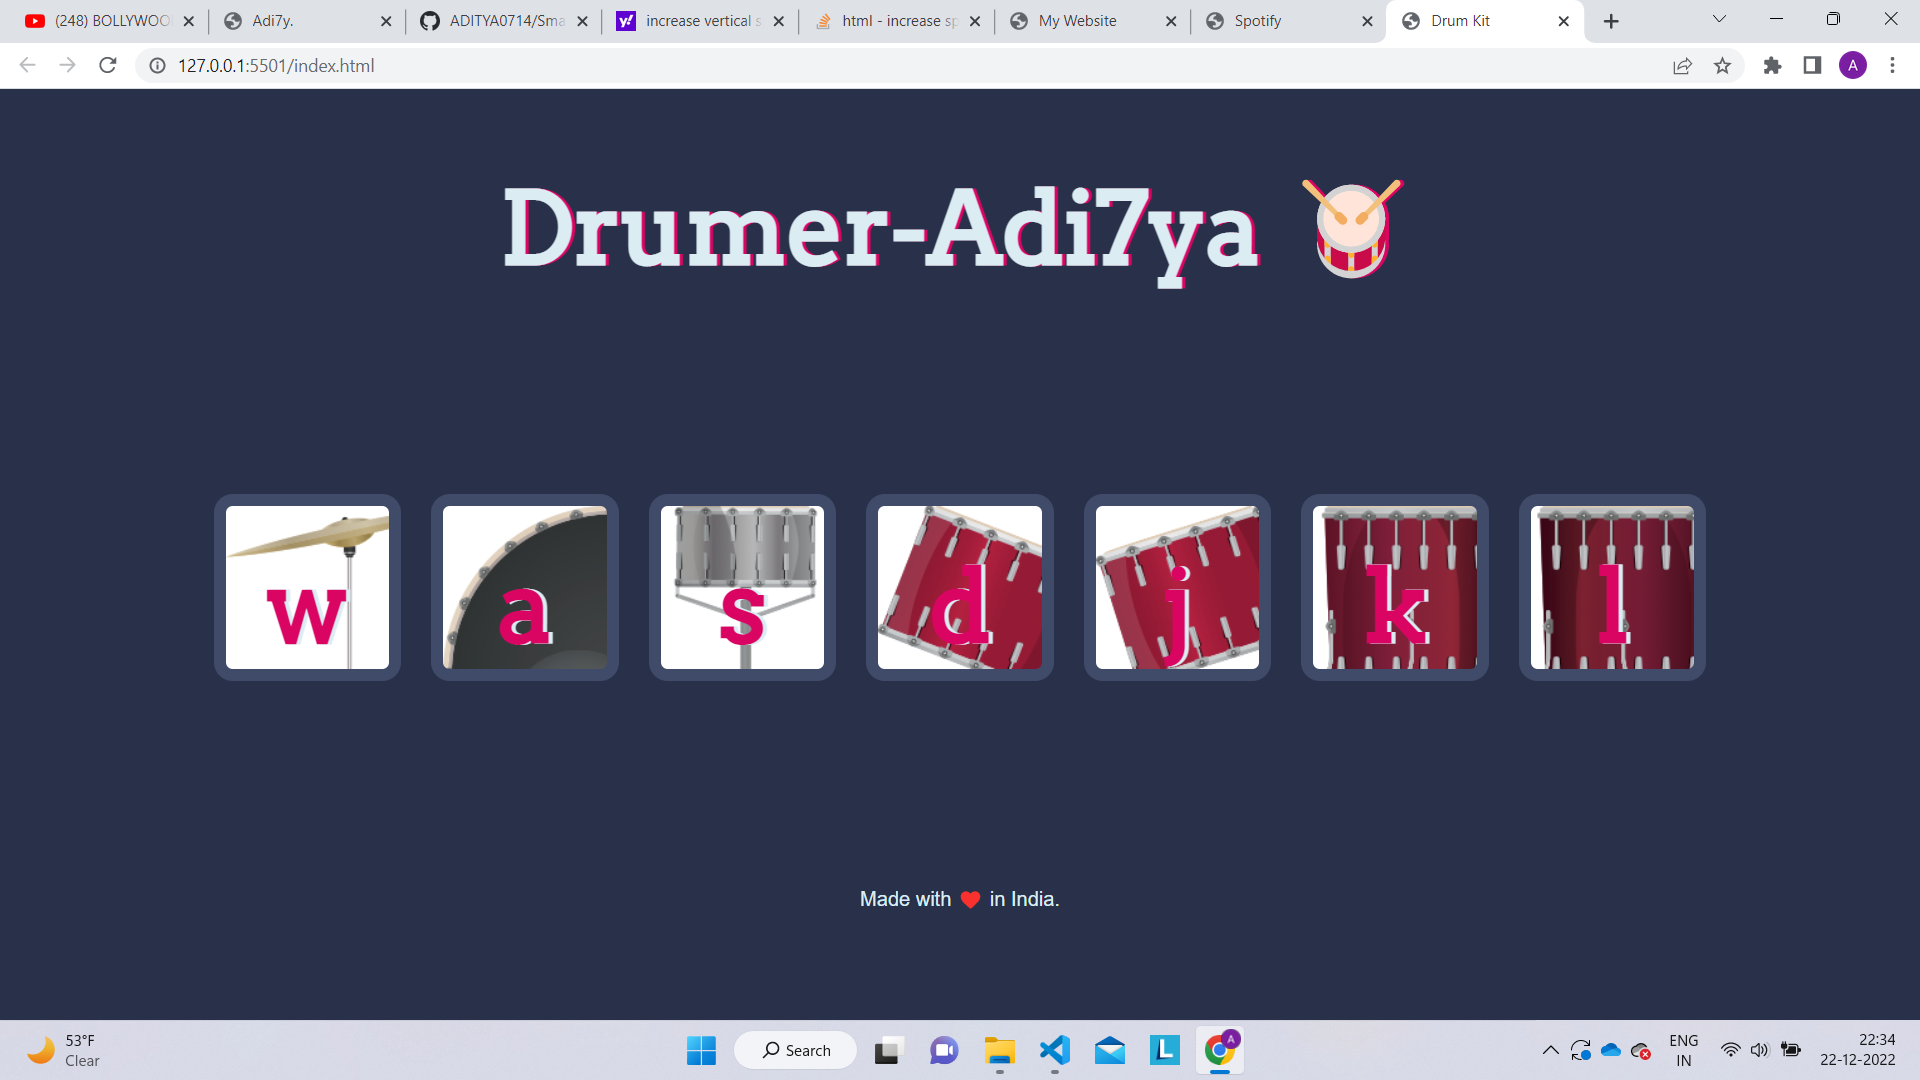 (248) BOLLYWOO
Adi7y.
ADITYA0714/Sma
increase vertical s
html - increase sp
My Website
Spotify
Drum Kit
127.0.0.1:5501/index.html
A
Drumer-Adi7ya
w
a
s
d
j
k
l
Made with ❤ in India.
53°F
Clear
Search
L
A
ENG
IN
22:34
22-12-2022